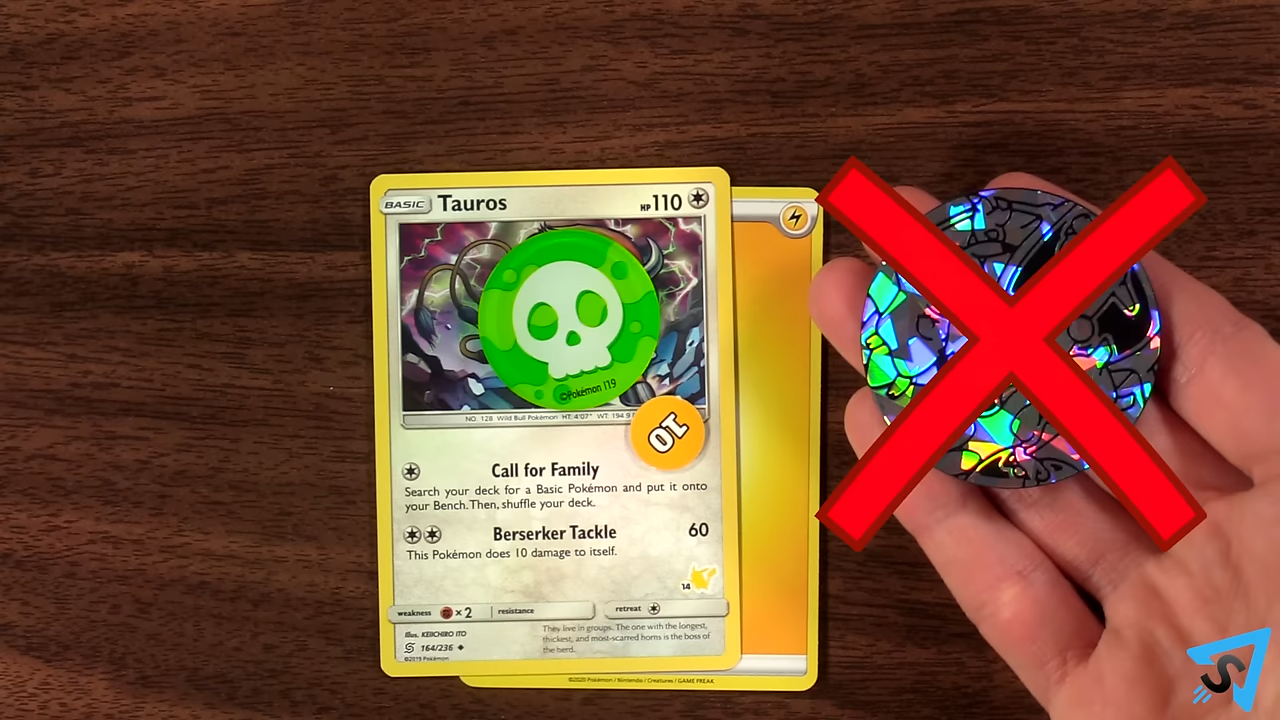 BASIC Tauros HP110
©Pokémon 119
NO. 128 Wild Bull Pokémon HT: 4'07" WT: 194.9
10
Call for Family
Search your deck for a Basic Pokémon and put it onto
your Bench. Then, shuffle your deck.
Berserker Tackle 60
This Pokémon does 10 damage to itself.
14
weakness ×2 resistance retreat
They live in groups. The one with the longest,
thickest, and most-scarred horns is the boss of
the herd.
Illus. KEIICHIRO ITO
164/236
©2019 Pokémon
©2020 Pokémon / Nintendo / Creatures / GAME FREAK
S